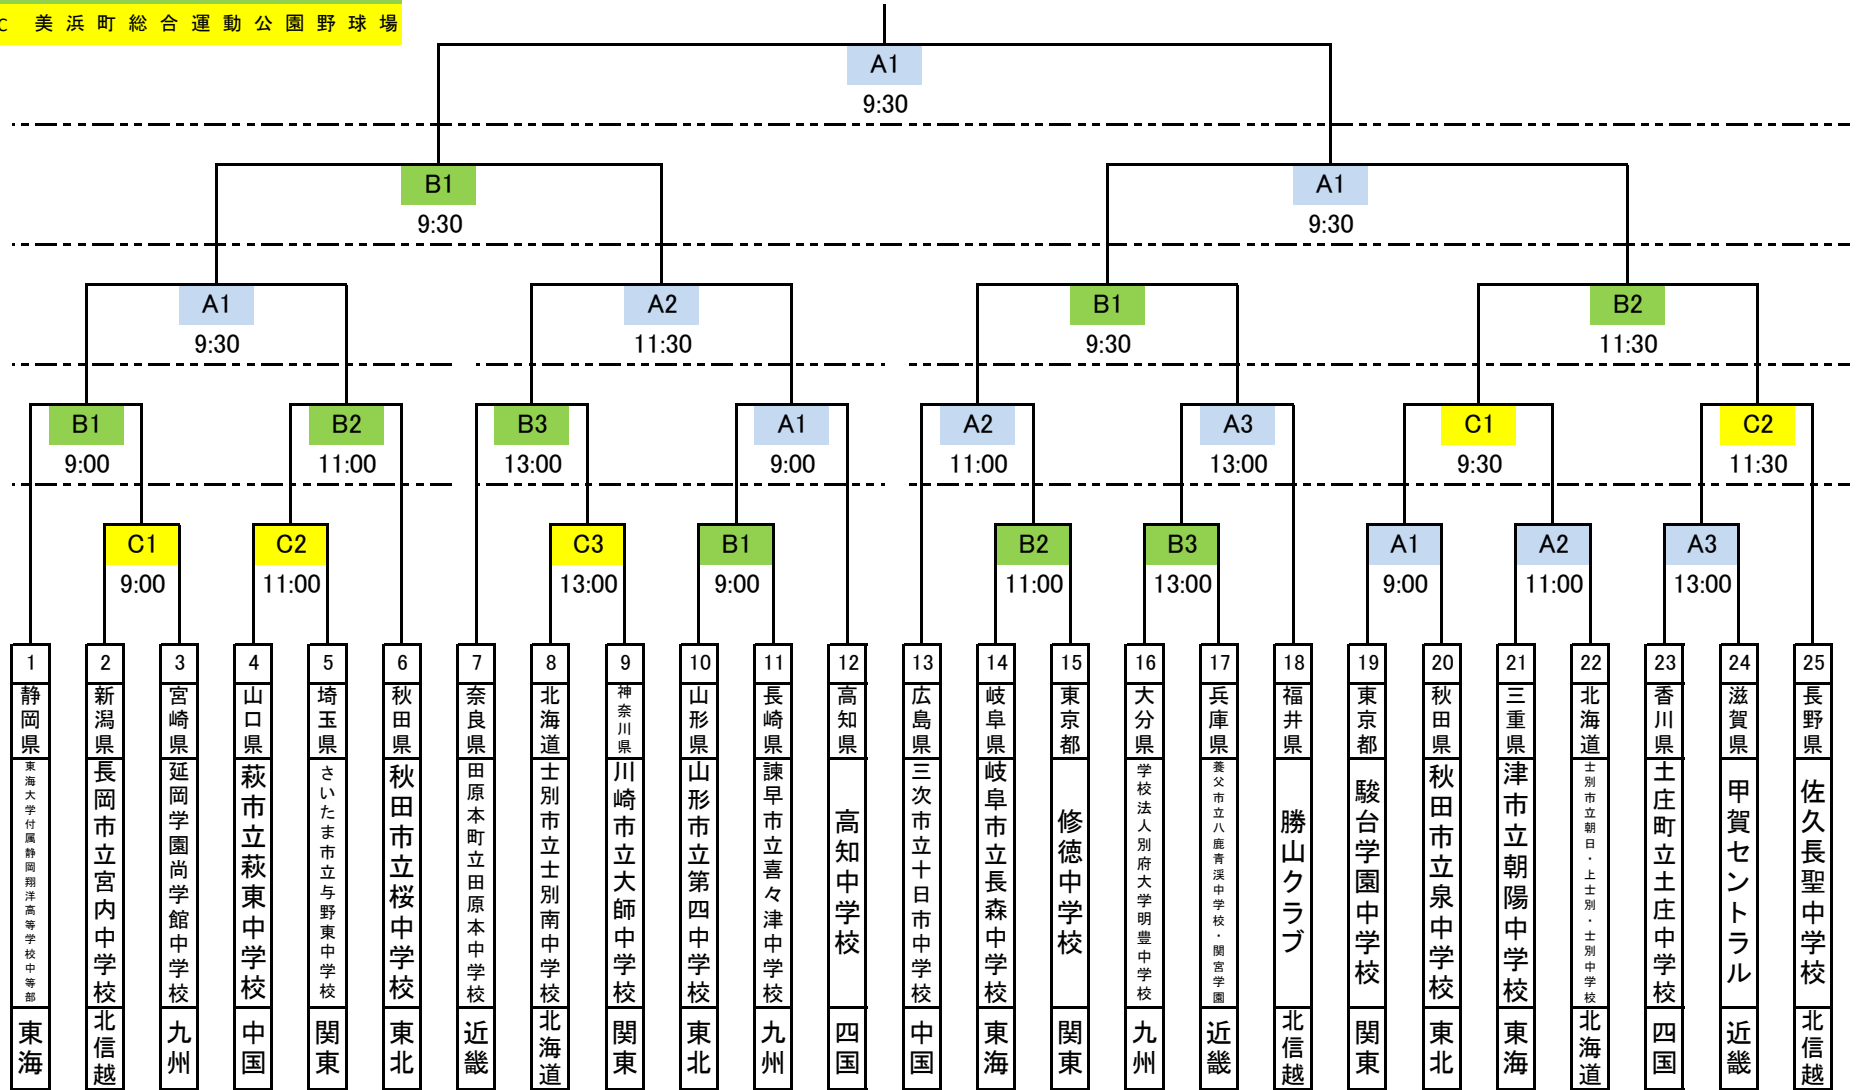 C 美浜町総合運動公園野球場
A1
9:30
B1
9:30
A1
9:30
A1
9:30
A2
11:30
B1
9:30
B2
11:30
B1
9:00
B2
11:00
B3
13:00
A1
9:00
A2
11:00
A3
13:00
C1
9:30
C2
11:30
C1
9:00
C2
11:00
C3
13:00
B1
9:00
B2
11:00
B3
13:00
A1
9:00
A2
11:00
A3
13:00
1
静岡県
東海大学付属静岡翔洋高等学校中等部
東海
2
新潟県
長岡市立宮内中学校
北信越
3
宮崎県
延岡学園尚学館中学校
九州
4
山口県
萩市立萩東中学校
中国
5
埼玉県
さいたま市立与野東中学校
関東
6
秋田県
秋田市立桜中学校
東北
7
奈良県
田原本町立田原本中学校
近畿
8
北海道
士別市立士別南中学校
北海道
9
神奈川県
川崎市立大師中学校
関東
10
山形県
山形市立第四中学校
東北
11
長崎県
諫早市立喜々津中学校
九州
12
高知県
高知中学校
四国
13
広島県
三次市立十日市中学校
中国
14
岐阜県
岐阜市立長森中学校
東海
15
東京都
修徳中学校
関東
16
大分県
学校法人別府大学明豊中学校
九州
17
兵庫県
養父市立八鹿青渓中学校・関宮学園
近畿
18
福井県
勝山クラブ
北信越
19
東京都
駿台学園中学校
関東
20
秋田県
秋田市立泉中学校
東北
21
三重県
津市立朝陽中学校
東海
22
北海道
士別市立朝日・上士別・士別中学校
北海道
23
香川県
土庄町立土庄中学校
四国
24
滋賀県
甲賀セントラル
近畿
25
長野県
佐久長聖中学校
北信越